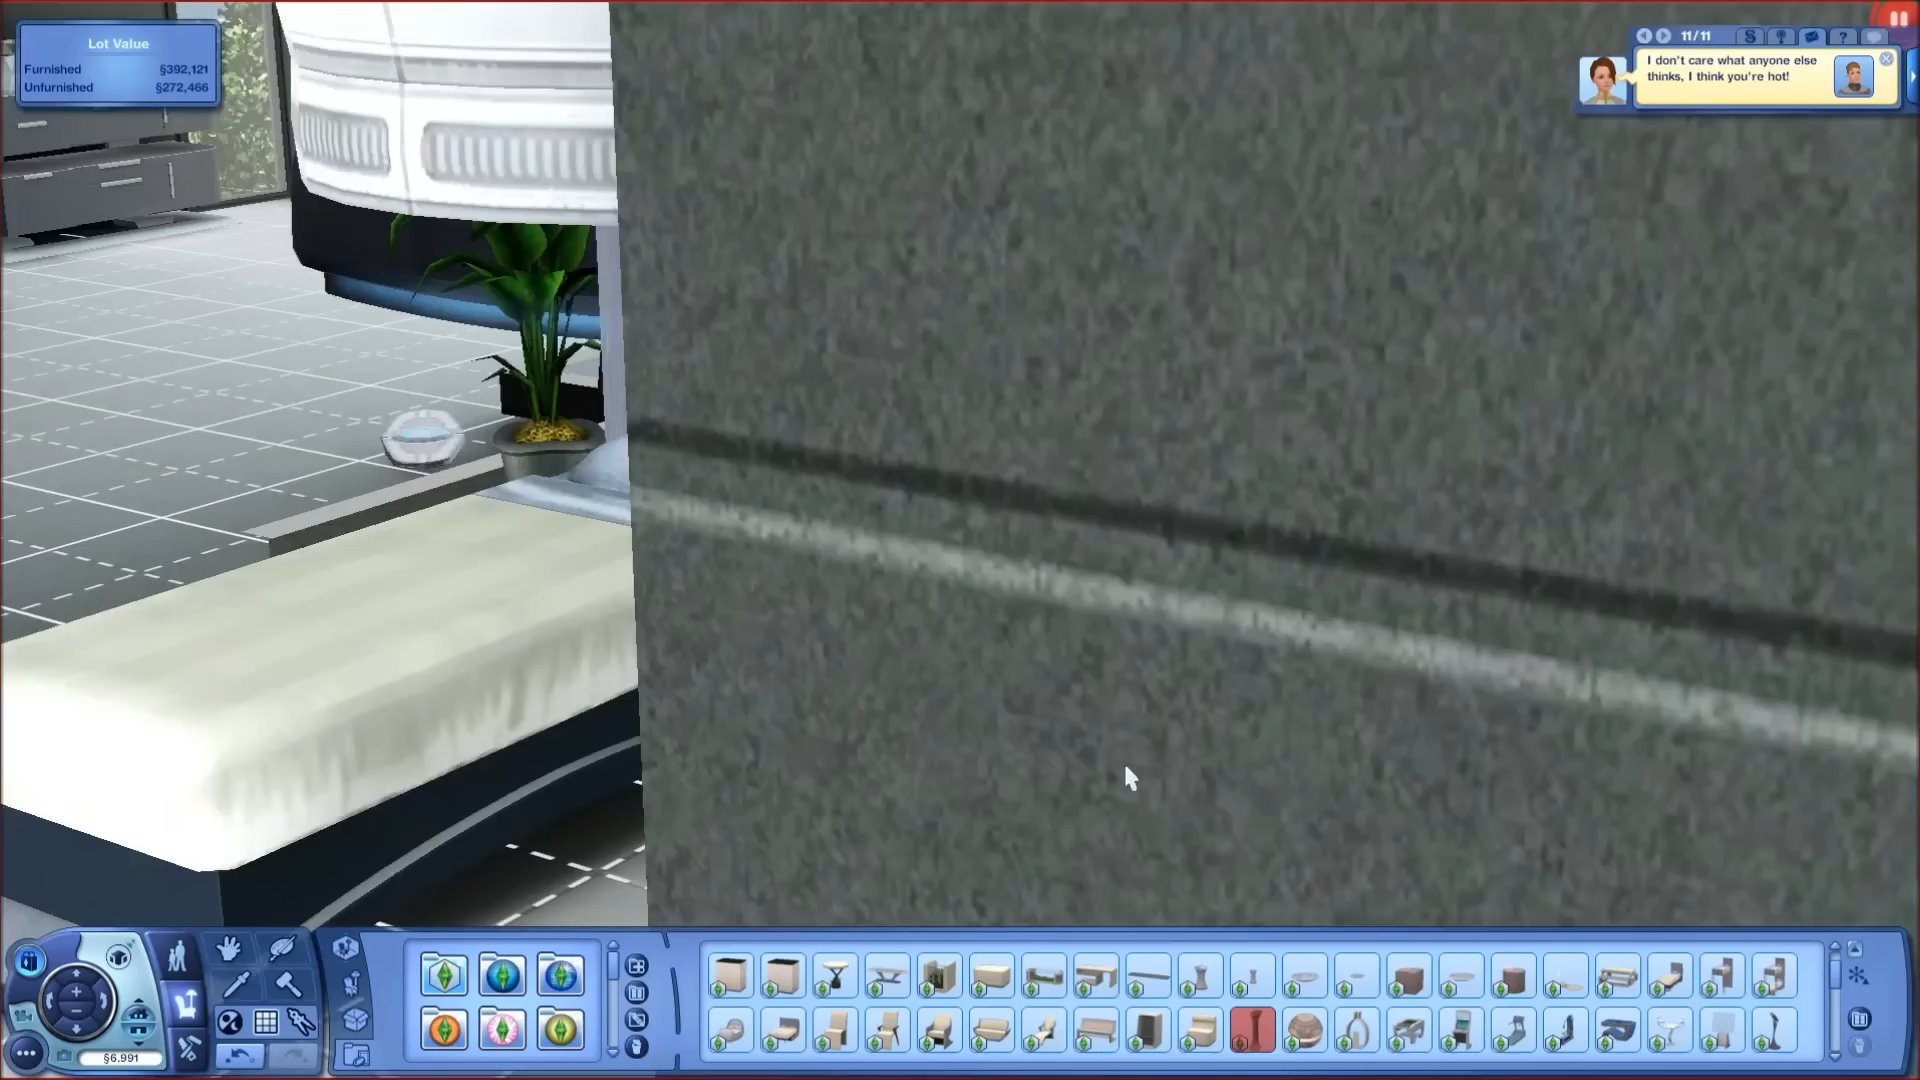 Lot Value
Furnished §392,121
Unfurnished §272,466
11/11
S
?
I don't care what anyone else
thinks, I think you're hot!
§6.991